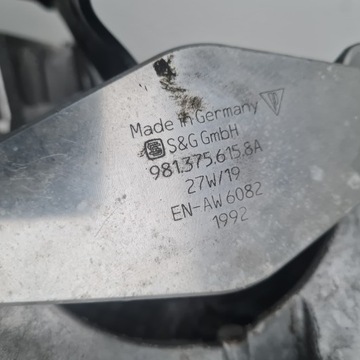 Made in Germany
S&G GmbH
981.375.615.8A
27W/19
EN-AW 6082
1992